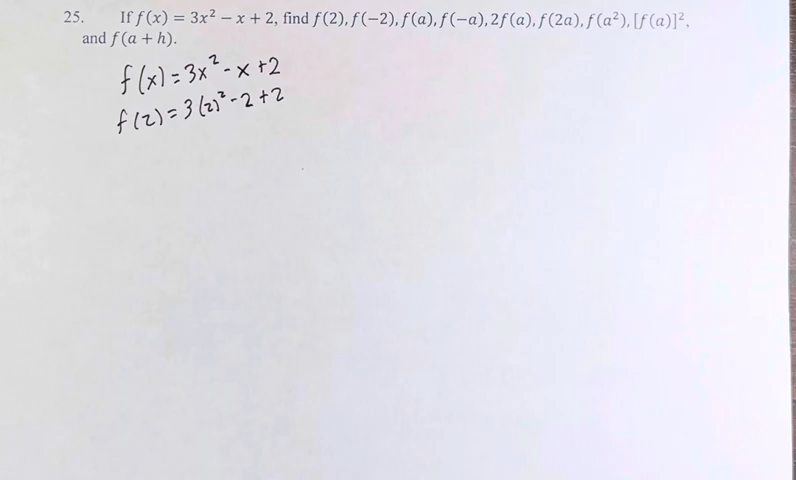 25. If f(x) = 3x² − x + 2, find f(2), f(−2), f(a), f(−a), 2f(a), f(2a), f(a²), [f(a)]²,
and f(a + h).
f(x) = 3x² - x + 2
f(2) = 3(2)² - 2 + 2